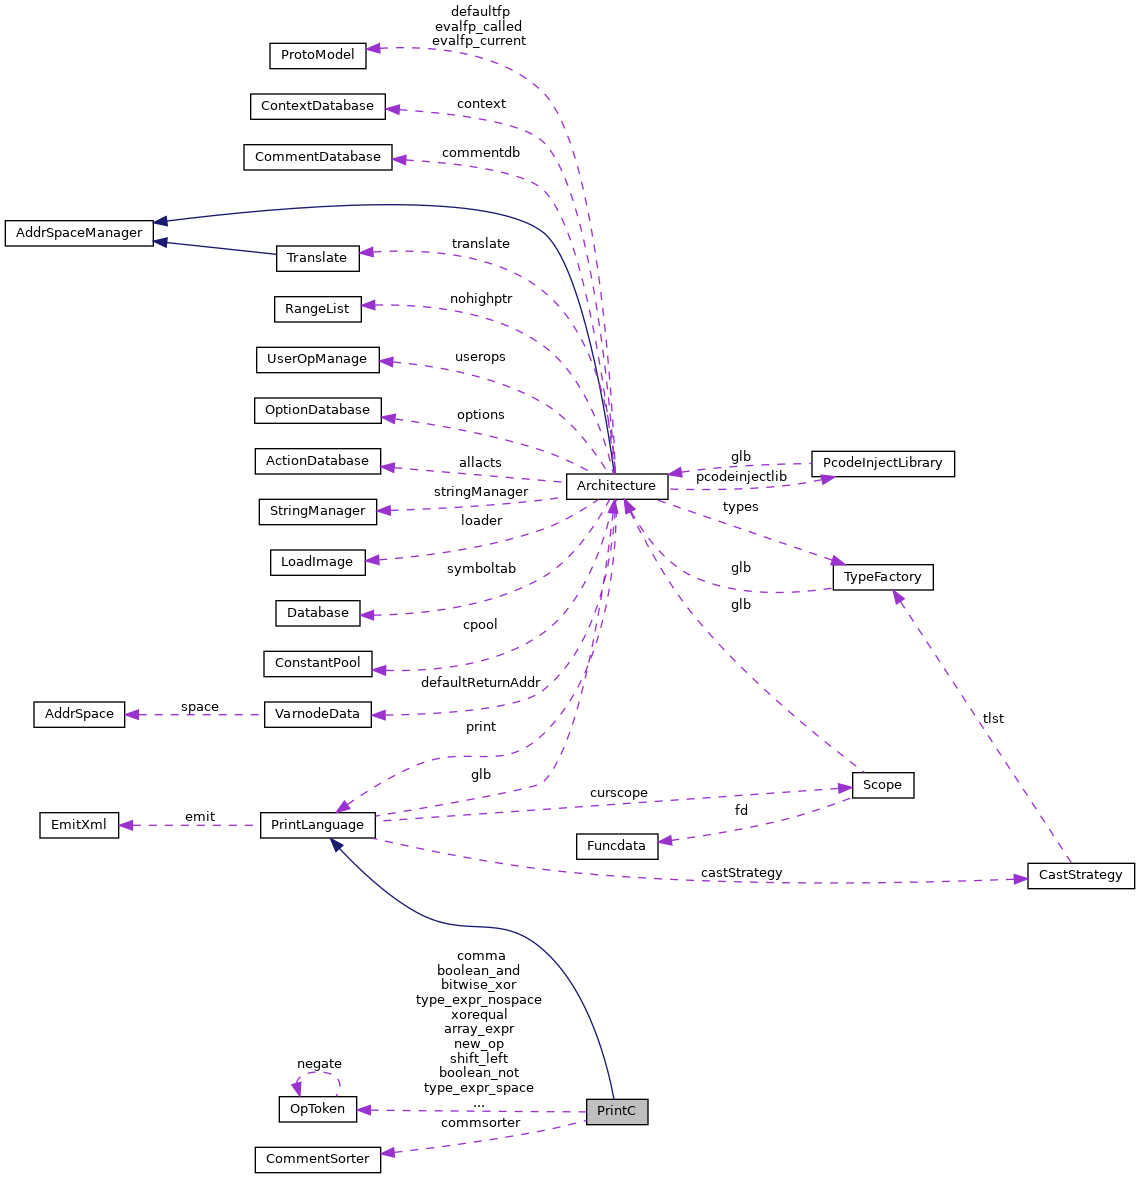 defaultfp
evalfp_called
evalfp_current
ProtoModel
ContextDatabase
context
CommentDatabase
commentdb
AddrSpaceManager
Translate
translate
RangeList
nohighptr
UserOpManage
userops
OptionDatabase
options
ActionDatabase
allacts
glb
PcodeInjectLibrary
pcodeinjectlib
Architecture
StringManager
stringManager
types
LoadImage
loader
symboltab
glb
TypeFactory
glb
Database
cpool
ConstantPool
defaultReturnAddr
AddrSpace
space
VarnodeData
print
tlst
glb
Scope
curscope
fd
EmitXml
emit
PrintLanguage
Funcdata
castStrategy
CastStrategy
comma
boolean_and
bitwise_xor
type_expr_nospace
xorequal
array_expr
new_op
shift_left
boolean_not
type_expr_space
...
negate
OpToken
PrintC
commsorter
CommentSorter